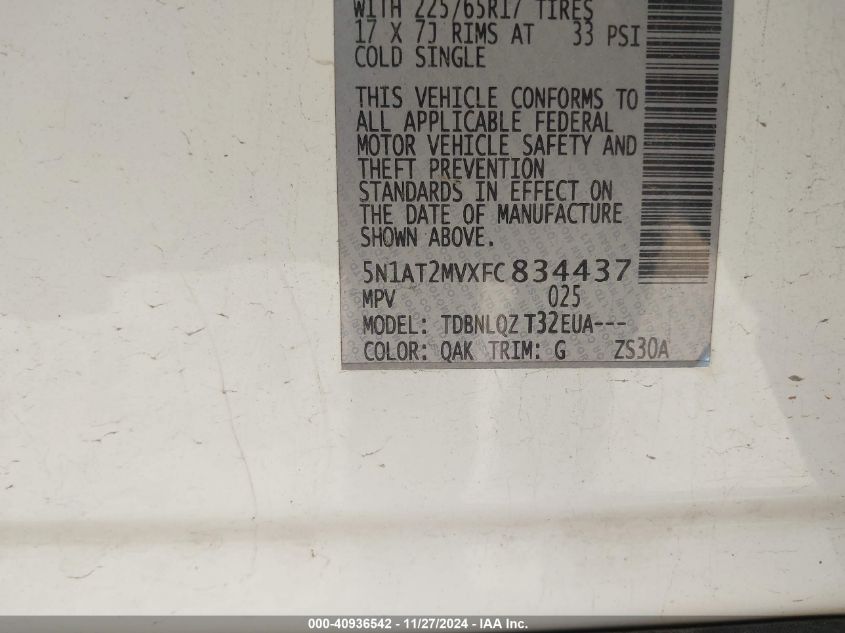 WITH 225/65R17 TIRES
17 X 7J RIMS AT 33 PSI
COLD SINGLE
THIS VEHICLE CONFORMS TO
ALL APPLICABLE FEDERAL
MOTOR VEHICLE SAFETY AND
THEFT PREVENTION
STANDARDS IN EFFECT ON
THE DATE OF MANUFACTURE
SHOWN ABOVE.
5N1AT2MVXFC834437
MPV 025
MODEL: TDBNLQZ T32EUA---
COLOR: QAK TRIM: G ZS30A
000-40936542 - 11/27/2024 - IAA Inc.